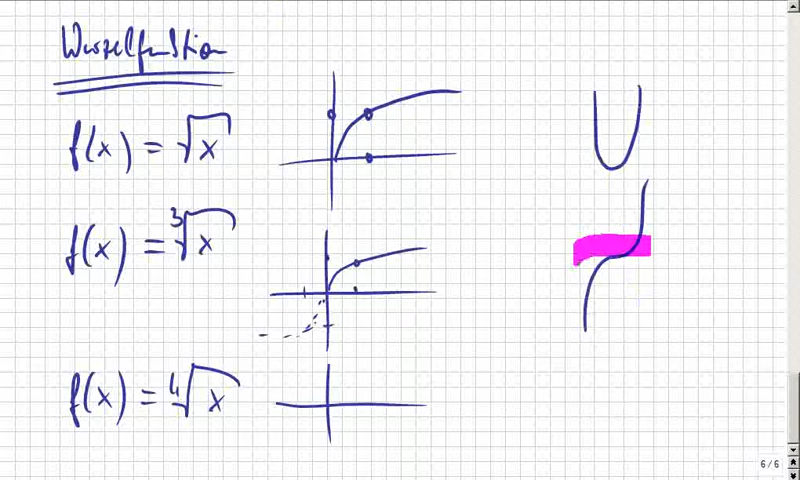 Wurzelfunktion
f(x) = √x
f(x) = ³√x
f(x) = ⁴√x
6/6